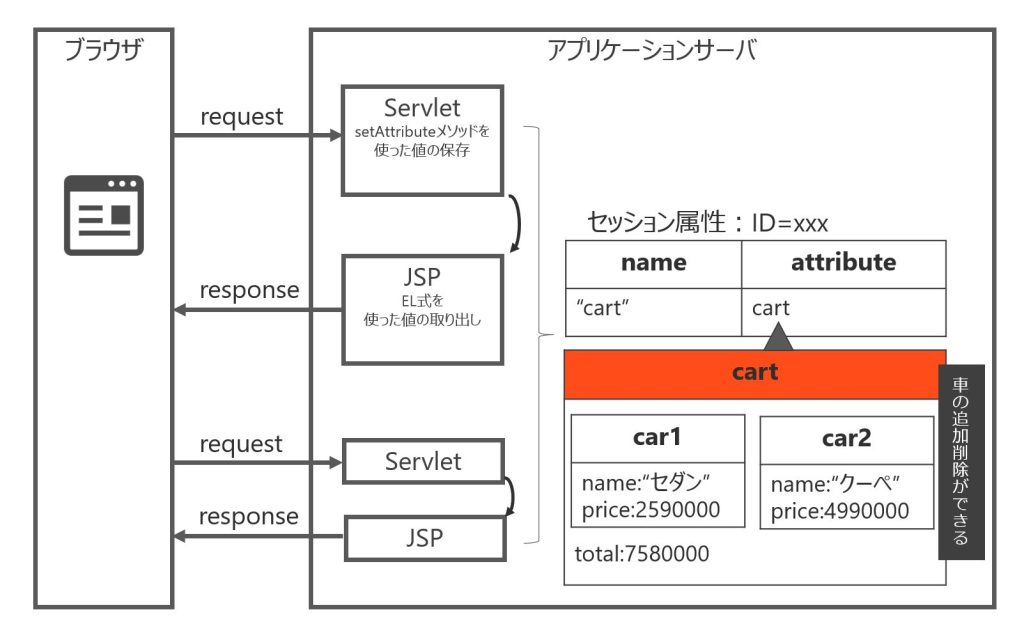 ブラウザ
アプリケーションサーバ
request
Servlet
setAttributeメソッドを
使った値の保存
response
JSP
EL式を
使った値の取り出し
request
Servlet
response
JSP
セッション属性:ID=xxx
name
attribute
“cart”
cart
cart
car1
name:“セダン”
price:2590000
car2
name:“クーペ”
price:4990000
total:7580000
車の追加削除ができる